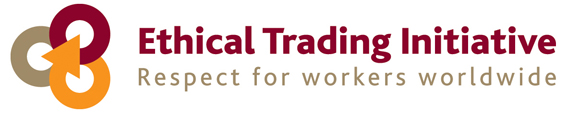 Ethical Trading Initiative
Respect for workers worldwide